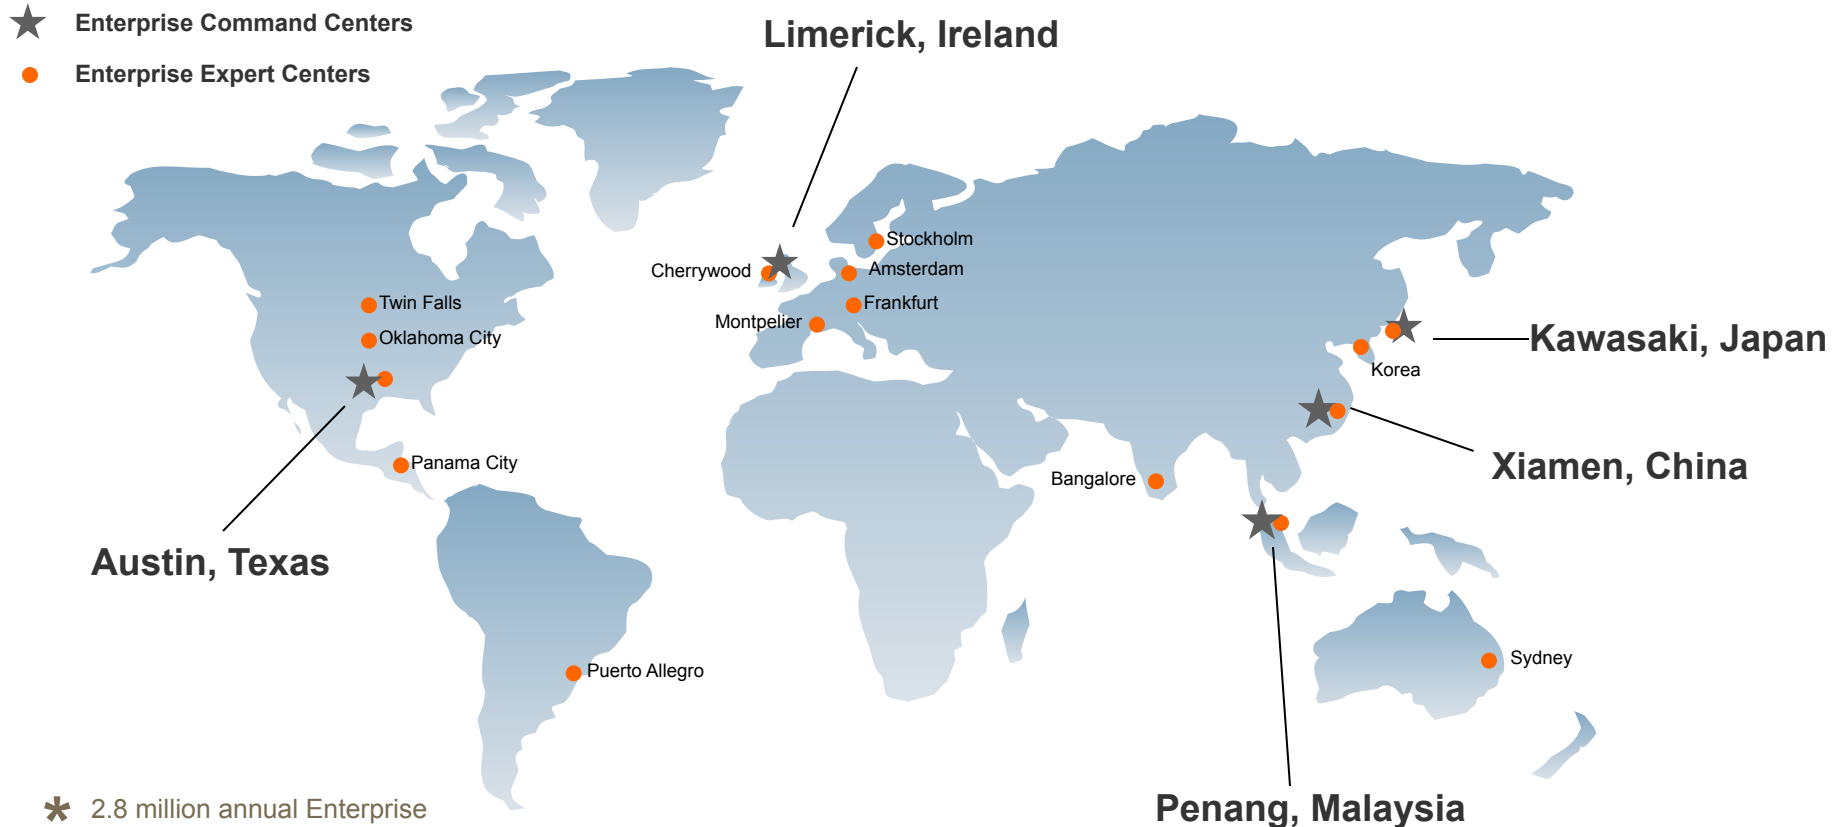 Enterprise Command Centers
Enterprise Expert Centers
Limerick, Ireland
Stockholm
Cherrywood
Amsterdam
Twin Falls
Frankfurt
Montpelier
Oklahoma City
Kawasaki, Japan
Korea
Panama City
Xiamen, China
Bangalore
Austin, Texas
Puerto Allegro
Sydney
* 2.8 million annual Enterprise
Penang, Malaysia